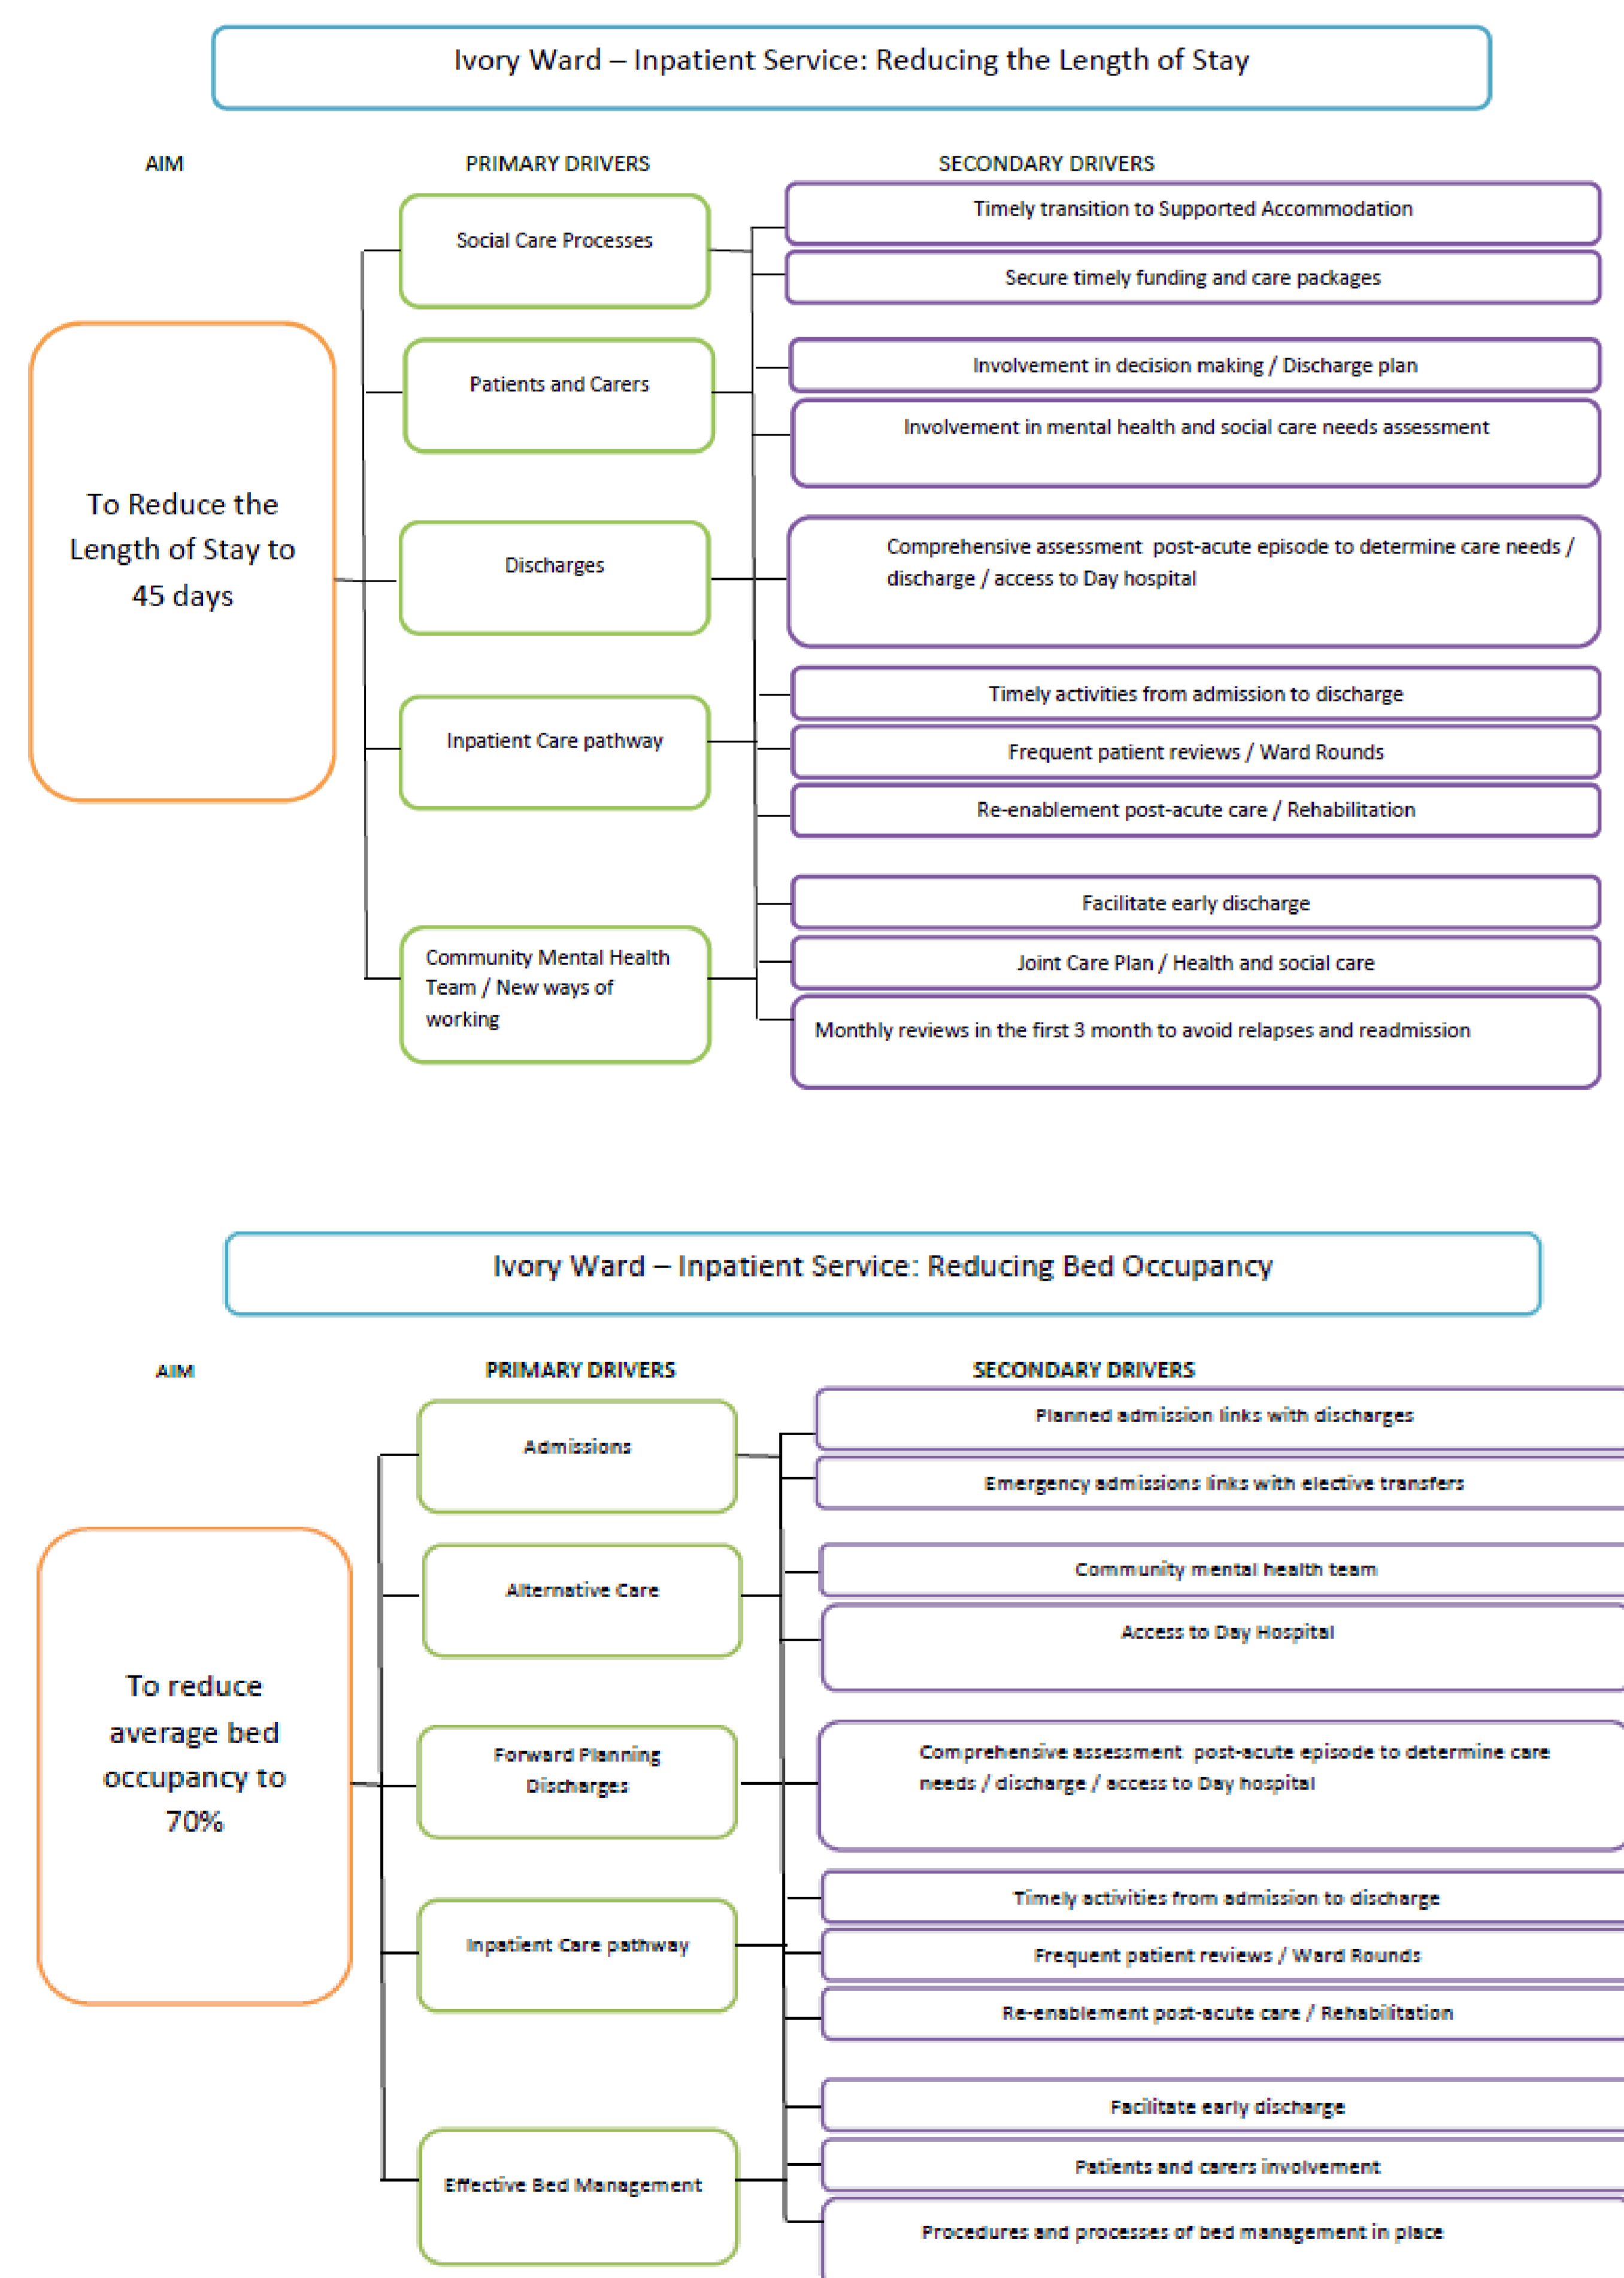 Ivory Ward – Inpatient Service: Reducing the Length of Stay
AIM
PRIMARY DRIVERS
SECONDARY DRIVERS
To Reduce the
Length of Stay to
45 days
Social Care Processes
Timely transition to Supported Accommodation
Secure timely funding and care packages
Patients and Carers
Involvement in decision making / Discharge plan
Involvement in mental health and social care needs assessment
Discharges
Comprehensive assessment  post-acute episode to determine care needs /
discharge / access to Day hospital
Inpatient Care pathway
Timely activities from admission to discharge
Frequent patient reviews / Ward Rounds
Re-enablement post-acute care / Rehabilitation
Community Mental Health
Team / New ways of
working
Facilitate early discharge
Joint Care Plan / Health and social care
Monthly reviews in the first 3 month to avoid relapses and readmission
Ivory Ward – Inpatient Service: Reducing Bed Occupancy
AIM
PRIMARY DRIVERS
SECONDARY DRIVERS
To reduce
average bed
occupancy to
70%
Admissions
Planned admission links with discharges
Emergency admissions links with elective transfers
Alternative Care
Community mental health team
Access to Day Hospital
Forward Planning
Discharges
Comprehensive assessment  post-acute episode to determine care
needs / discharge / access to Day hospital
Inpatient Care pathway
Timely activities from admission to discharge
Frequent patient reviews / Ward Rounds
Re-enablement post-acute care / Rehabilitation
Effective Bed Management
Facilitate early discharge
Patients and carers involvement
Procedures and processes of bed management in place